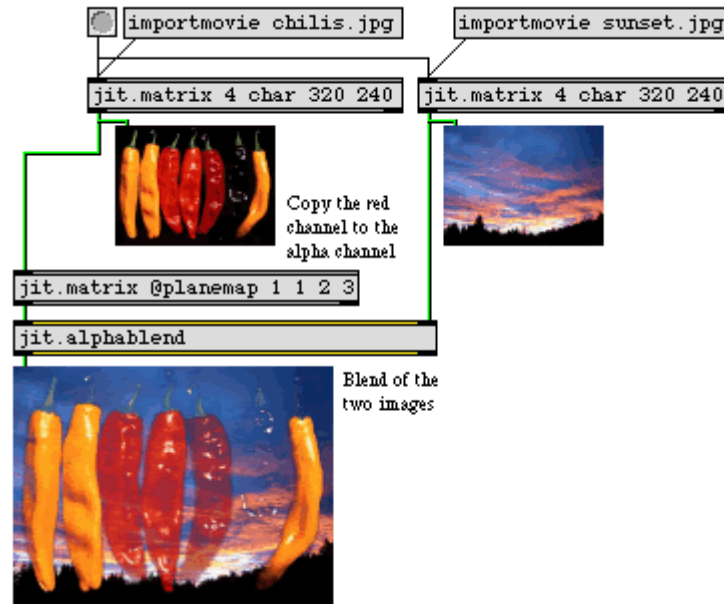 importmovie chilis.jpg
importmovie sunset.jpg
jit.matrix 4 char 320 240
jit.matrix 4 char 320 240
Copy the red
channel to the
alpha channel
jit.matrix @planemap 1 1 2 3
jit.alphablend
Blend of the
two images